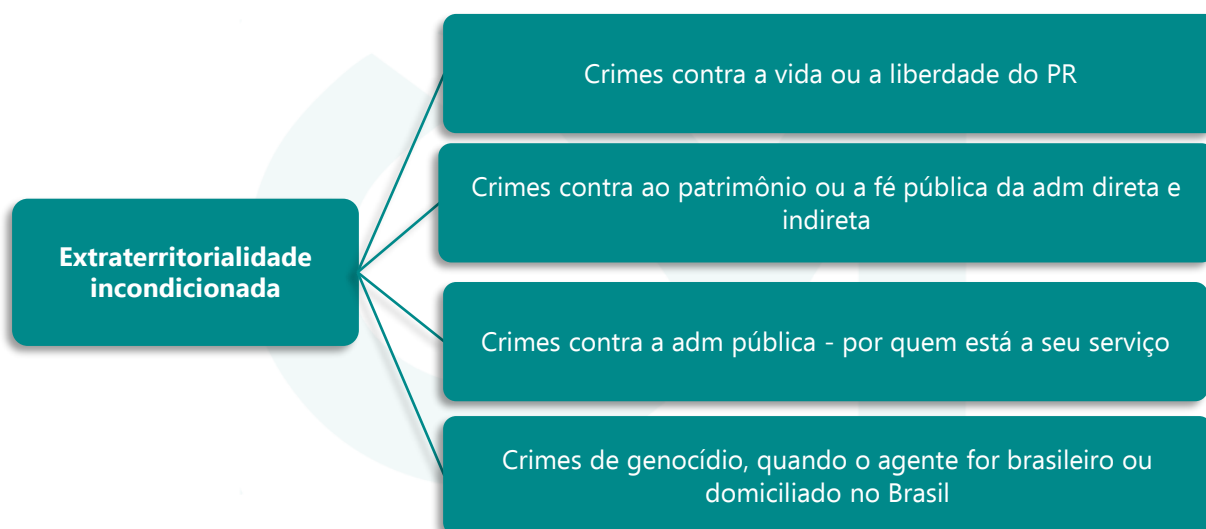 Crimes contra a vida ou a liberdade do PR
Crimes contra ao patrimônio ou a fé pública da adm direta e
indireta
Extraterritorialidade
incondicionada
Crimes contra a adm pública - por quem está a seu serviço
Crimes de genocídio, quando o agente for brasileiro ou
domiciliado no Brasil